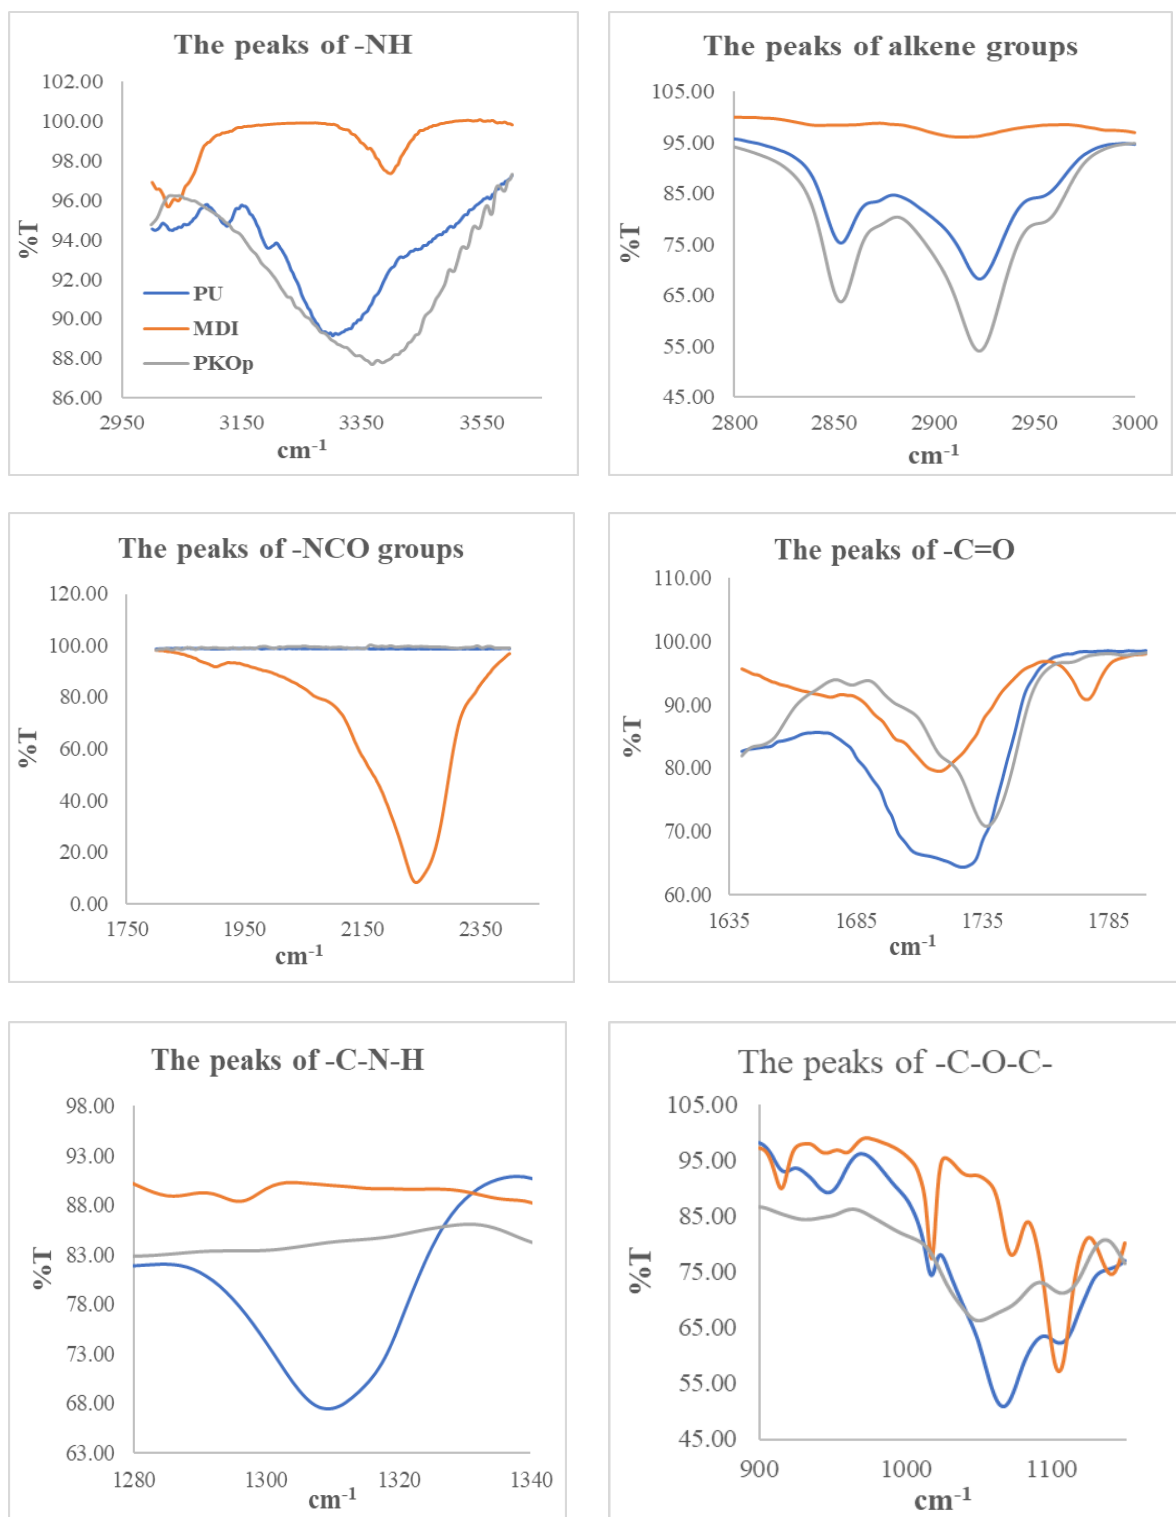 The peaks of -NH
102.00
100.00
98.00
96.00
94.00
92.00
90.00
88.00
86.00
%T
PU
MDI
PKOp
2950 3150 3350 3550
cm-1
The peaks of alkene groups
105.00
95.00
85.00
75.00
65.00
55.00
45.00
%T
2800 2850 2900 2950 3000
cm-1
The peaks of -NCO groups
120.00
100.00
80.00
60.00
40.00
20.00
0.00
%T
1750 1950 2150 2350
cm-1
The peaks of -C=O
110.00
100.00
90.00
80.00
70.00
60.00
%T
1635 1685 1735 1785
cm-1
The peaks of -C-N-H
98.00
93.00
88.00
83.00
78.00
73.00
68.00
63.00
%T
1280 1300 1320 1340
cm-1
The peaks of -C-O-C-
105.00
95.00
85.00
75.00
65.00
55.00
45.00
%T
900 1000 1100
cm-1